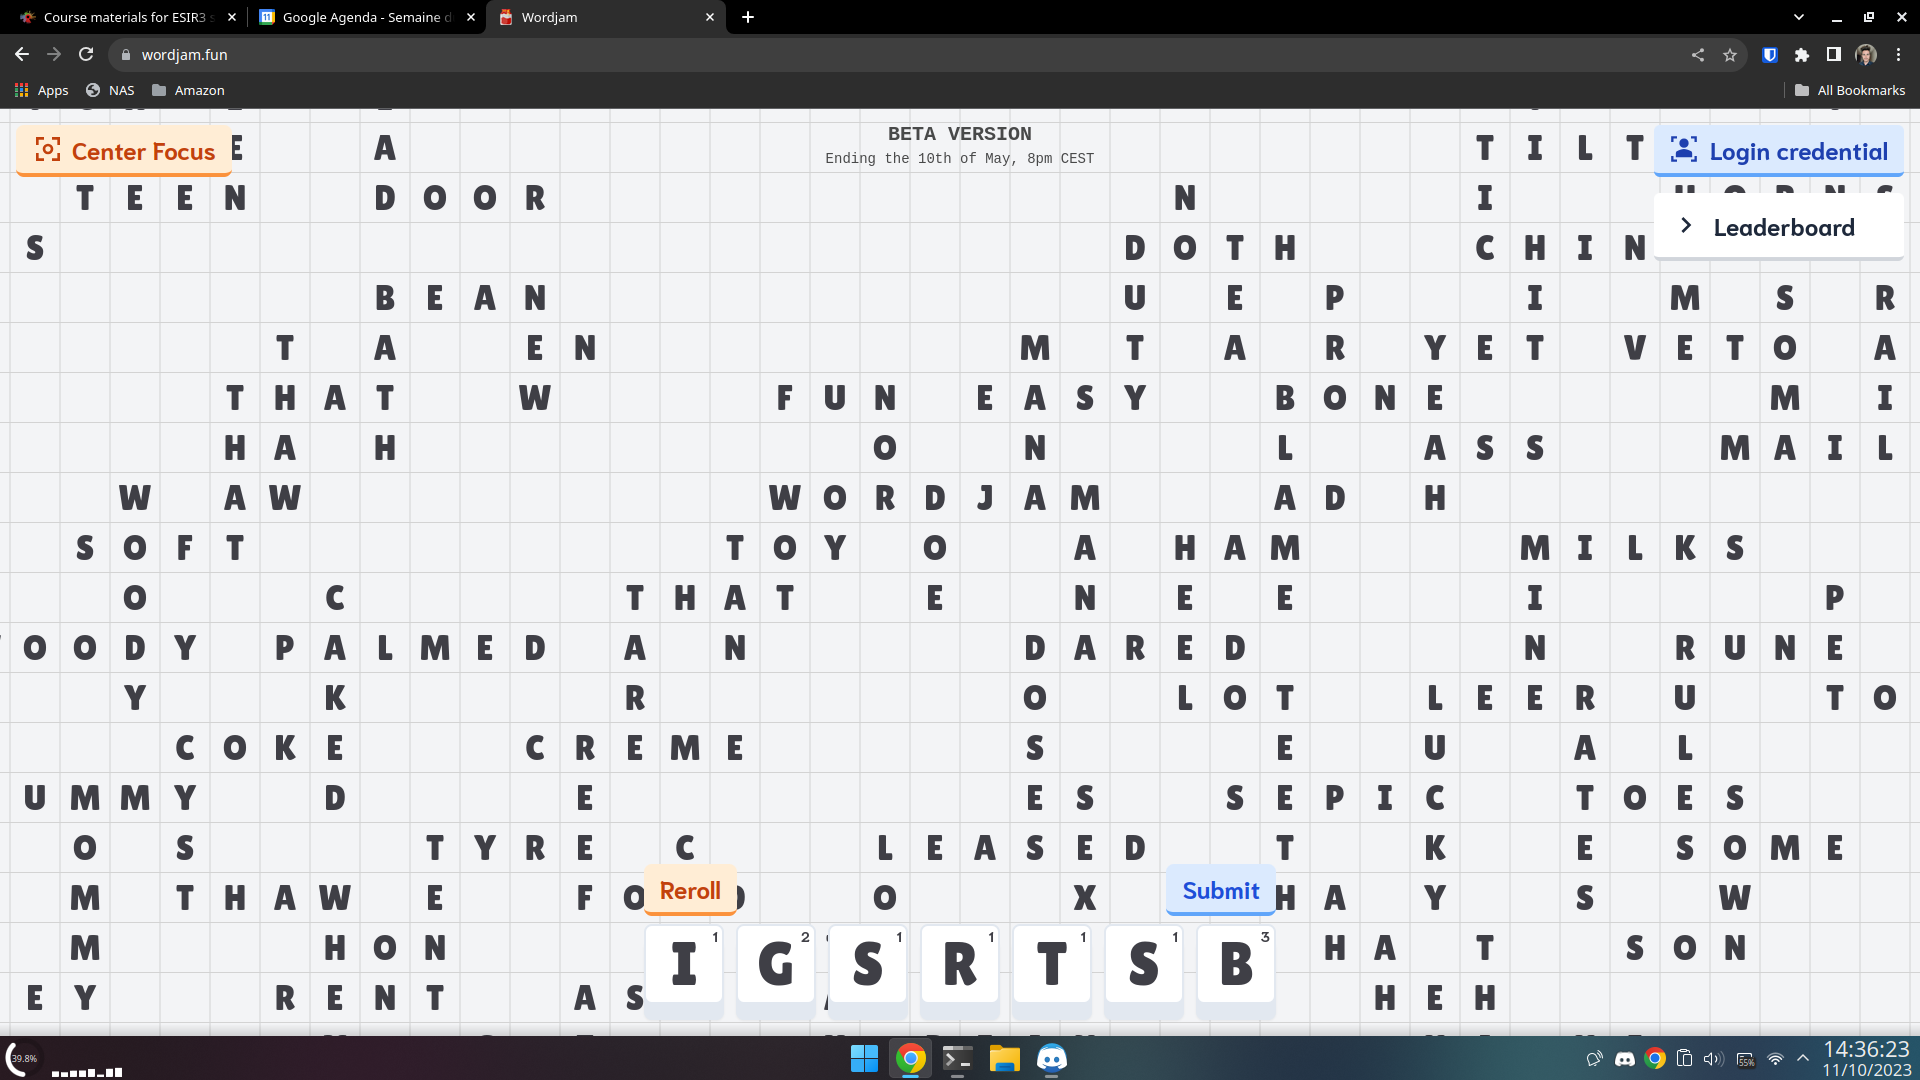 Course materials for ESIR3
Google Agenda - Semaine d
Wordjam
wordjam.fun
Apps
NAS
Amazon
All Bookmarks
Center Focus
E
A
BETA VERSION
Ending the 10th of May, 8pm CEST
T I L T
Login credential
T E E N D O O R N I
S D O T H C H I N
Leaderboard
B E A N U E P I M S R
T A E N M T A R Y E T V E T O A
T H A T W F U N E A S Y B O N E M I
H A H O N L A S S M A I L
W A W W O R D J A M A D H
S O F T T O Y O A H A M M I L K S
O C T H A T E N E E I P
O O D Y P A L M E D A N D A R E D N R U N E
Y K R O L O T L E E R U T O
C O K E C R E M E S E U A L
U M M Y D E E S S E P I C T O E S
O S T Y R E C L E A S E D T K E S O M E
M T H A W E F O O X H A Y S W
Reroll
Submit
M H O N H A T S O N
I 1 G 2 S 1 R 1 T 1 S 1 B 3
E Y R E N T A S H E H
39.8%
55%
14:36:23
11/10/2023